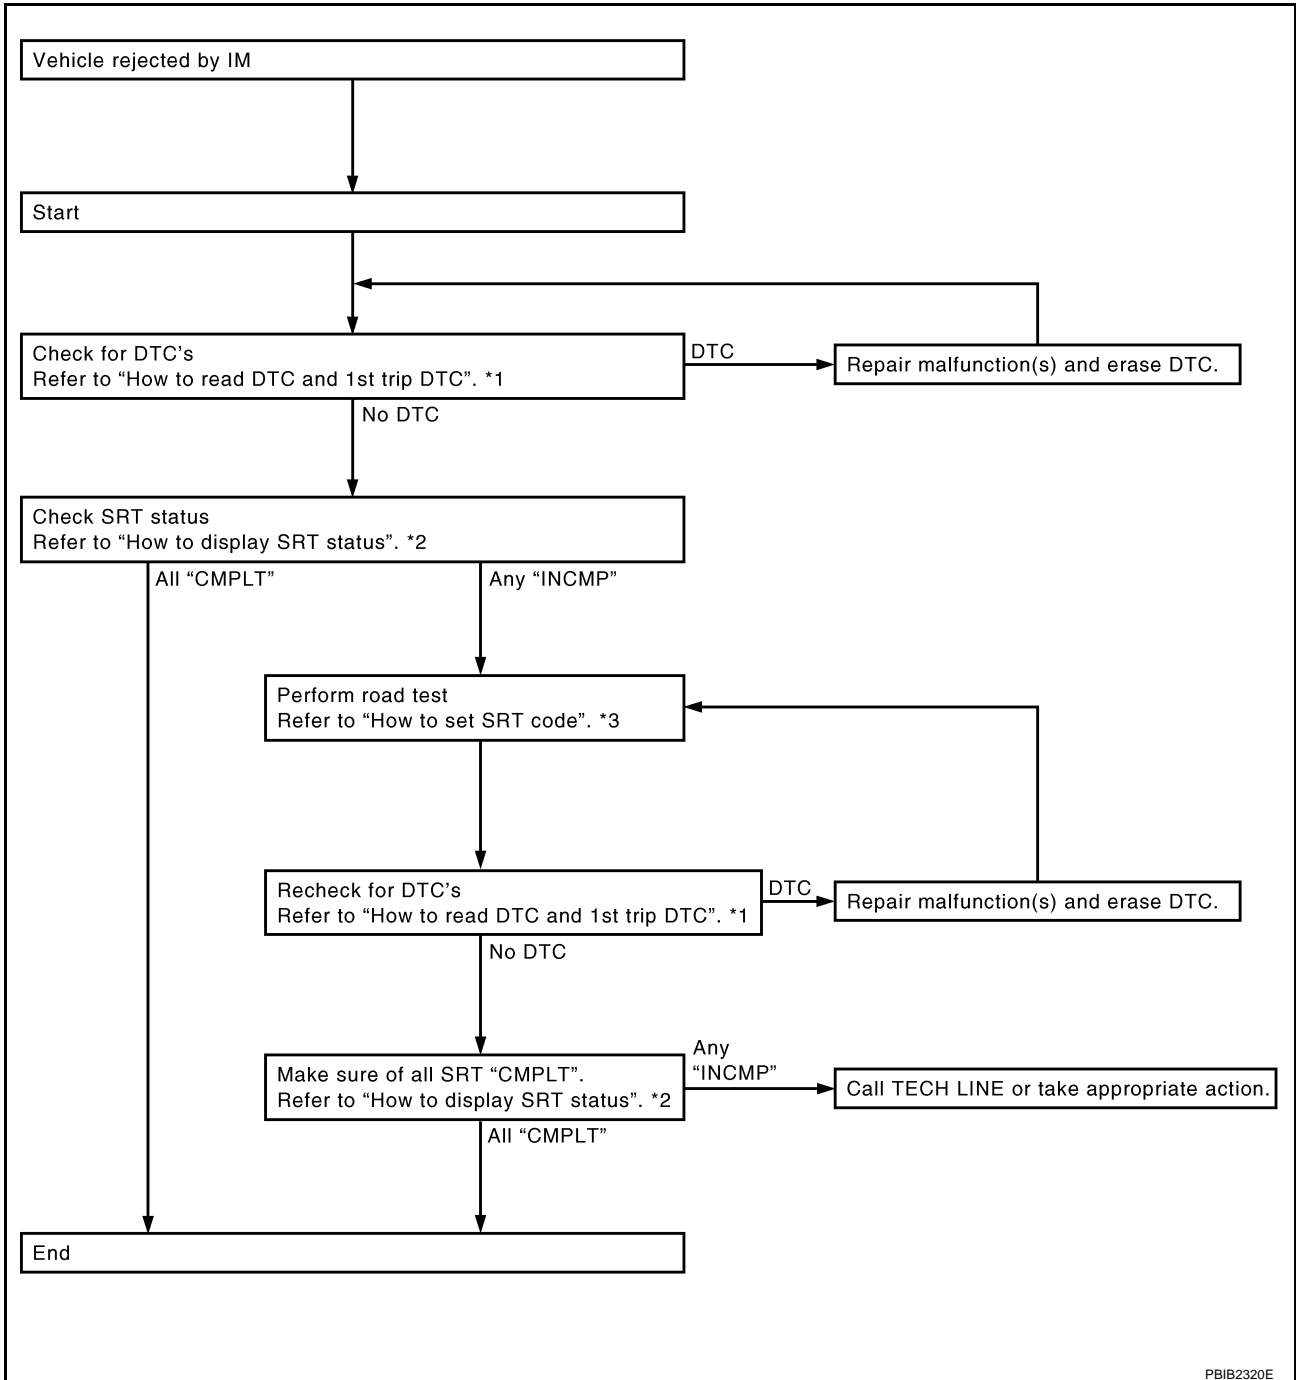 Vehicle rejected by IM
Start
Check for DTC's
Refer to “How to read DTC and 1st trip DTC”. *1
DTC
Repair malfunction(s) and erase DTC.
No DTC
Check SRT status
Refer to “How to display SRT status”. *2
All “CMPLT”
Any “INCMP”
Perform road test
Refer to “How to set SRT code”. *3
Recheck for DTC's
Refer to “How to read DTC and 1st trip DTC”. *1
DTC
Repair malfunction(s) and erase DTC.
No DTC
Make sure of all SRT “CMPLT”.
Refer to “How to display SRT status”. *2
Any
“INCMP”
Call TECH LINE or take appropriate action.
All “CMPLT”
End
PBIB2320E